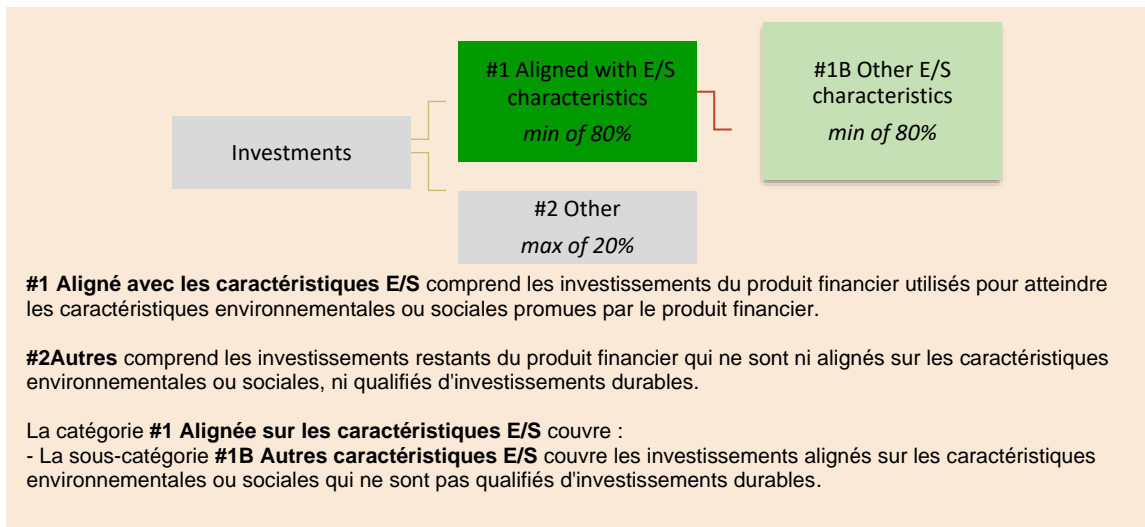 #1 Aligned with E/S
characteristics
min of 80%
#1B Other E/S
characteristics
min of 80%
Investments
#2 Other
max of 20%
#1 Aligné avec les caractéristiques E/S comprend les investissements du produit financier utilisés pour atteindre
les caractéristiques environnementales ou sociales promues par le produit financier.
#2Autres comprend les investissements restants du produit financier qui ne sont ni alignés sur les caractéristiques
environnementales ou sociales, ni qualifiés d'investissements durables.
La catégorie #1 Alignée sur les caractéristiques E/S couvre :
- La sous-catégorie #1B Autres caractéristiques E/S couvre les investissements alignés sur les caractéristiques
environnementales ou sociales qui ne sont pas qualifiés d'investissements durables.